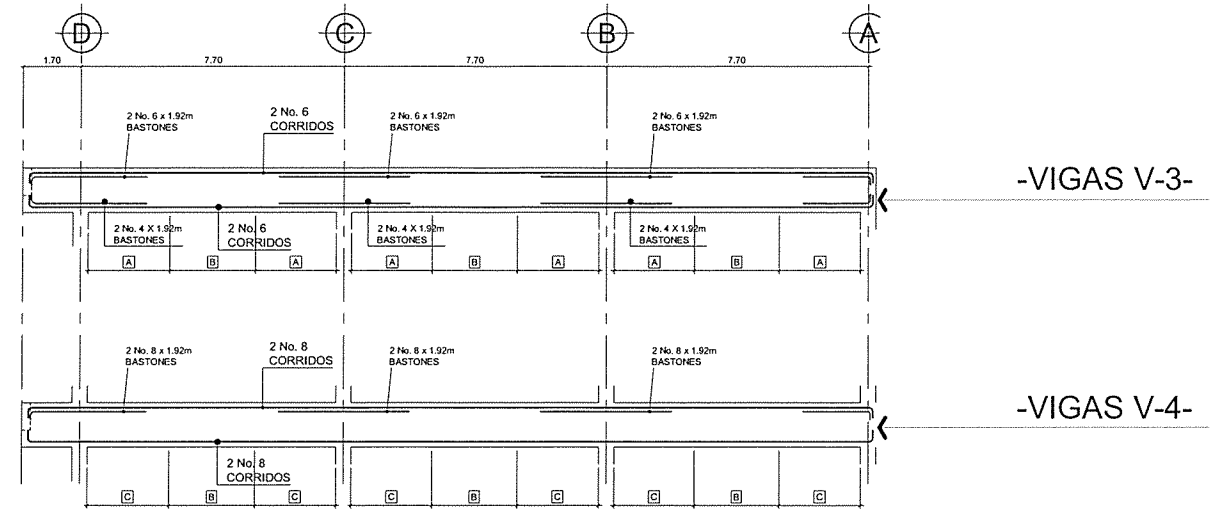 D C B A
1.70 7.70 7.70 7.70
2 No. 6 x 1.92m
BASTONES
2 No. 6
CORRIDOS
2 No. 6 x 1.92m
BASTONES
2 No. 6 x 1.92m
BASTONES
-VIGAS V-3-
2 No. 4 X 1.92m
BASTONES
2 No. 6
CORRIDOS
2 No. 4 X 1.92m
BASTONES
2 No. 4 X 1.92m
BASTONES
A B A A B A A B A
2 No. 8 x 1.92m
BASTONES
2 No. 8
CORRIDOS
2 No. 8 x 1.92m
BASTONES
2 No. 8 x 1.92m
BASTONES
-VIGAS V-4-
2 No. 8
CORRIDOS
C B C C B C C B C